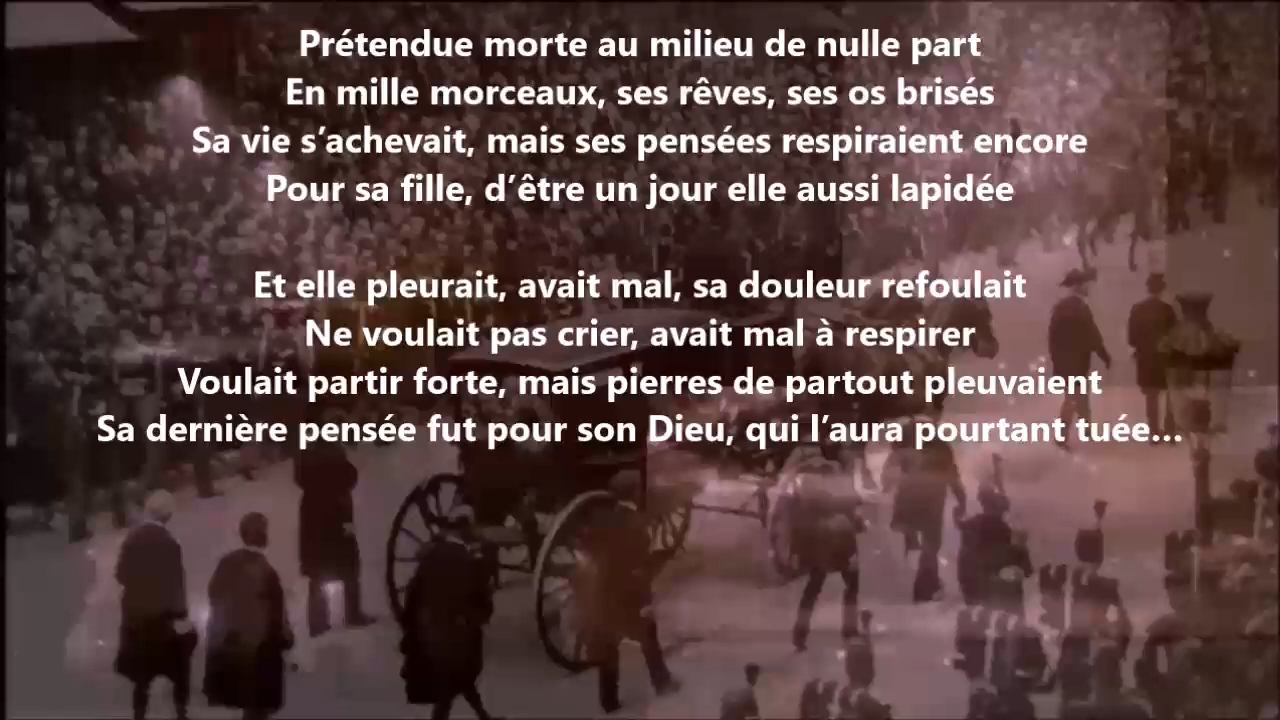 Prétendue morte au milieu de nulle part
En mille morceaux, ses rêves, ses os brisés
Sa vie s’achevait, mais ses pensées respiraient encore
Pour sa fille, d’être un jour elle aussi lapidée
Et elle pleurait, avait mal, sa douleur refoulait
Ne voulait pas crier, avait mal à respirer
Voulait partir forte, mais pierres de partout pleuvaient
Sa dernière pensée fut pour son Dieu, qui l’aura pourtant tuée…